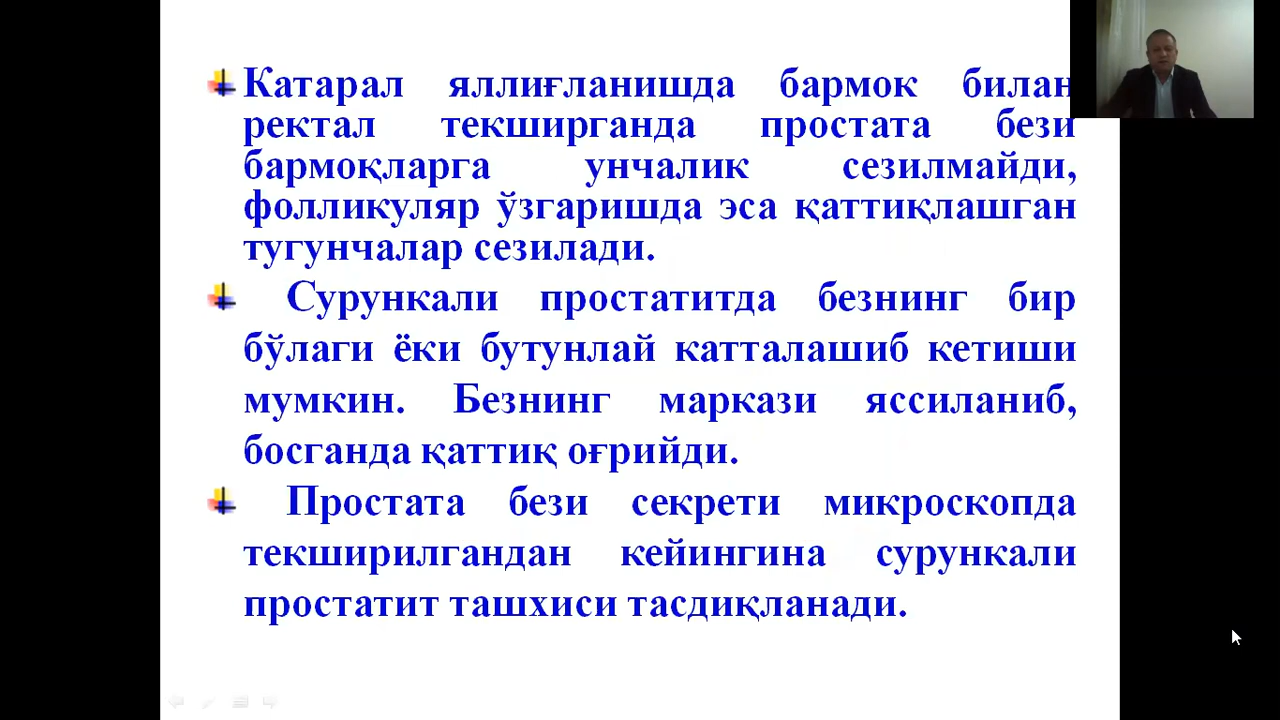 Катарал яллиғланишда бармок билан
ректал текширганда простата бези
бармоқларга унчалик сезилмайди,
фолликуляр ўзгаришда эса қаттиқлашган
тугунчалар сезилади.
Сурункали простатитда безнинг бир
бўлаги ёки бутунлай катталашиб кетиши
мумкин. Безнинг маркази яссиланиб,
босганда қаттиқ оғрийди.
Простата бези секрети микроскопда
текширилгандан кейингина сурункали
простатит ташхиси тасдиқланади.